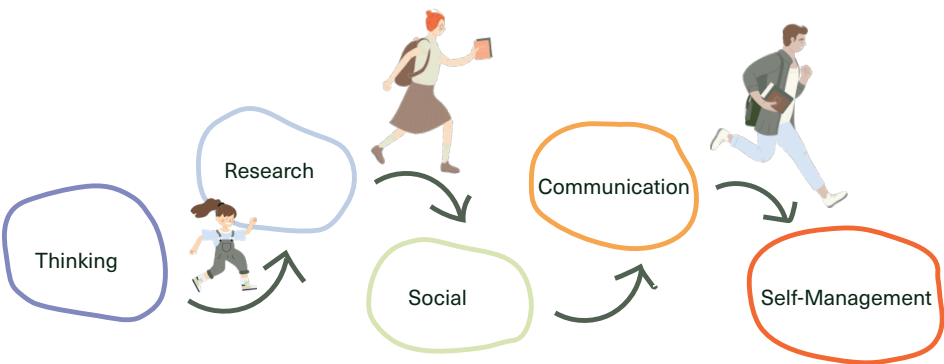 Thinking
Research
Social
Communication
Self-Management